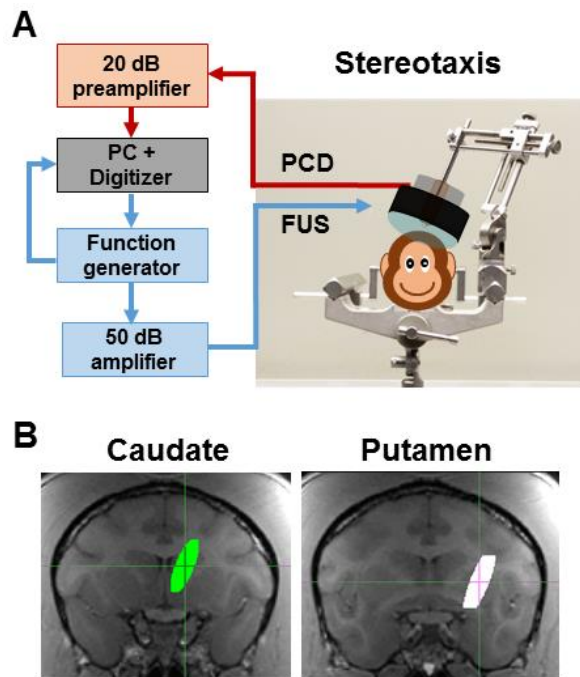 A
20 dB
preamplifier
Stereotaxis
PC +
Digitizer
PCD
FUS
Function
generator
50 dB
amplifier
B
Caudate
Putamen